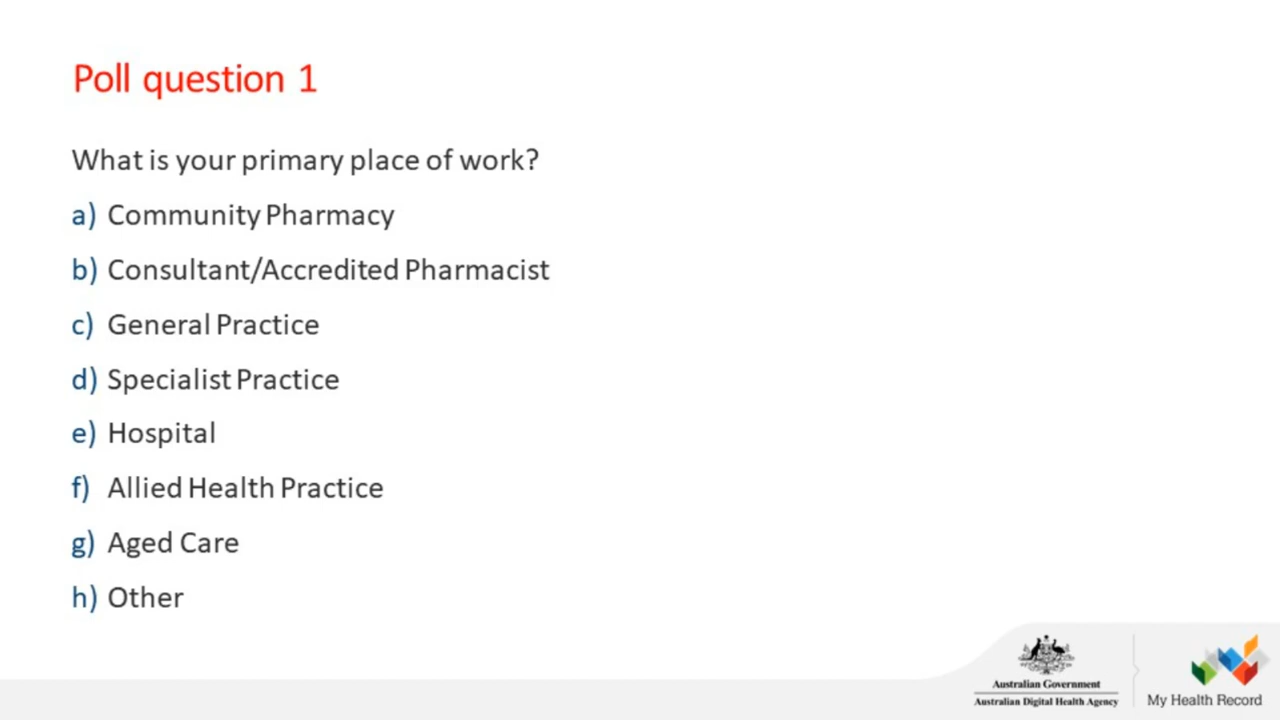 Poll question 1
What is your primary place of work?
a) Community Pharmacy
b) Consultant/Accredited Pharmacist
c) General Practice
d) Specialist Practice
e) Hospital
f) Allied Health Practice
g) Aged Care
h) Other
Australian Government
Australian Digital Health Agency
My Health Record